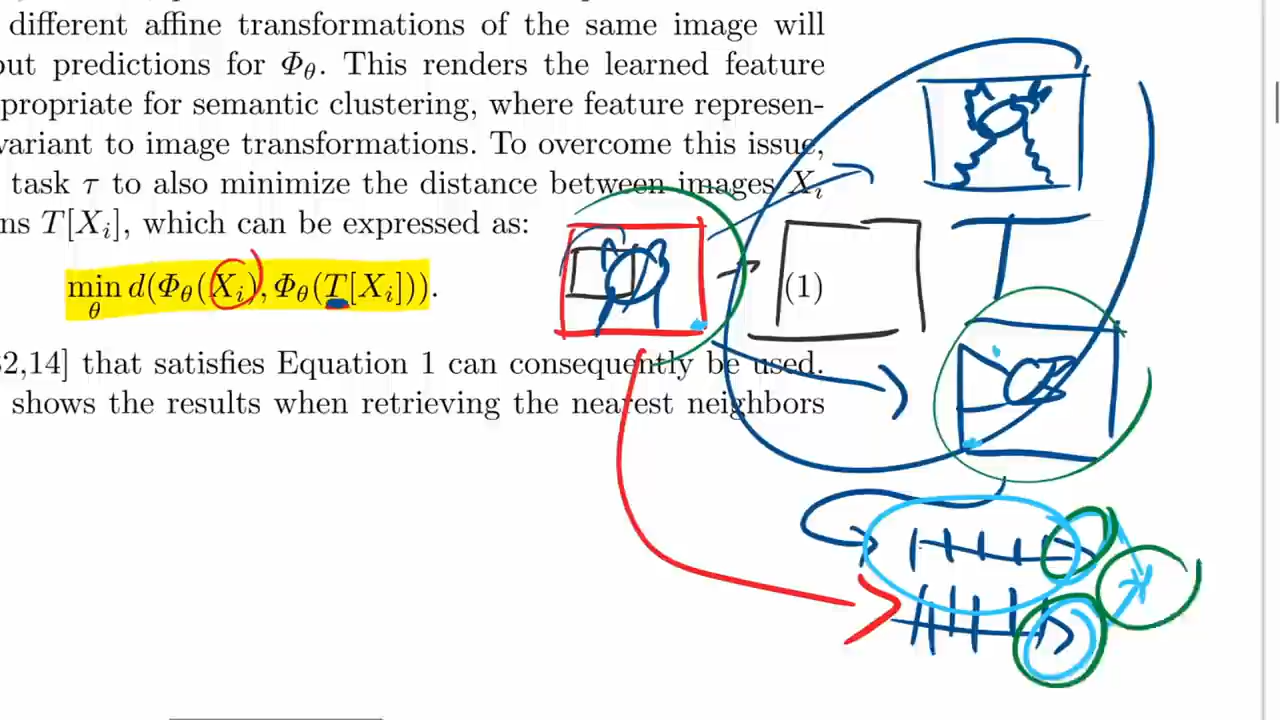 different affine transformations of the same image will
out predictions for Φθ. This renders the learned feature
propriate for semantic clustering, where feature represen-
variant to image transformations. To overcome this issue,
task τ to also minimize the distance between images Xi
ns T[Xi], which can be expressed as:
min θ d(Φθ(Xi), Φθ(T[Xi])). (1)
2,14] that satisfies Equation 1 can consequently be used.
shows the results when retrieving the nearest neighbors